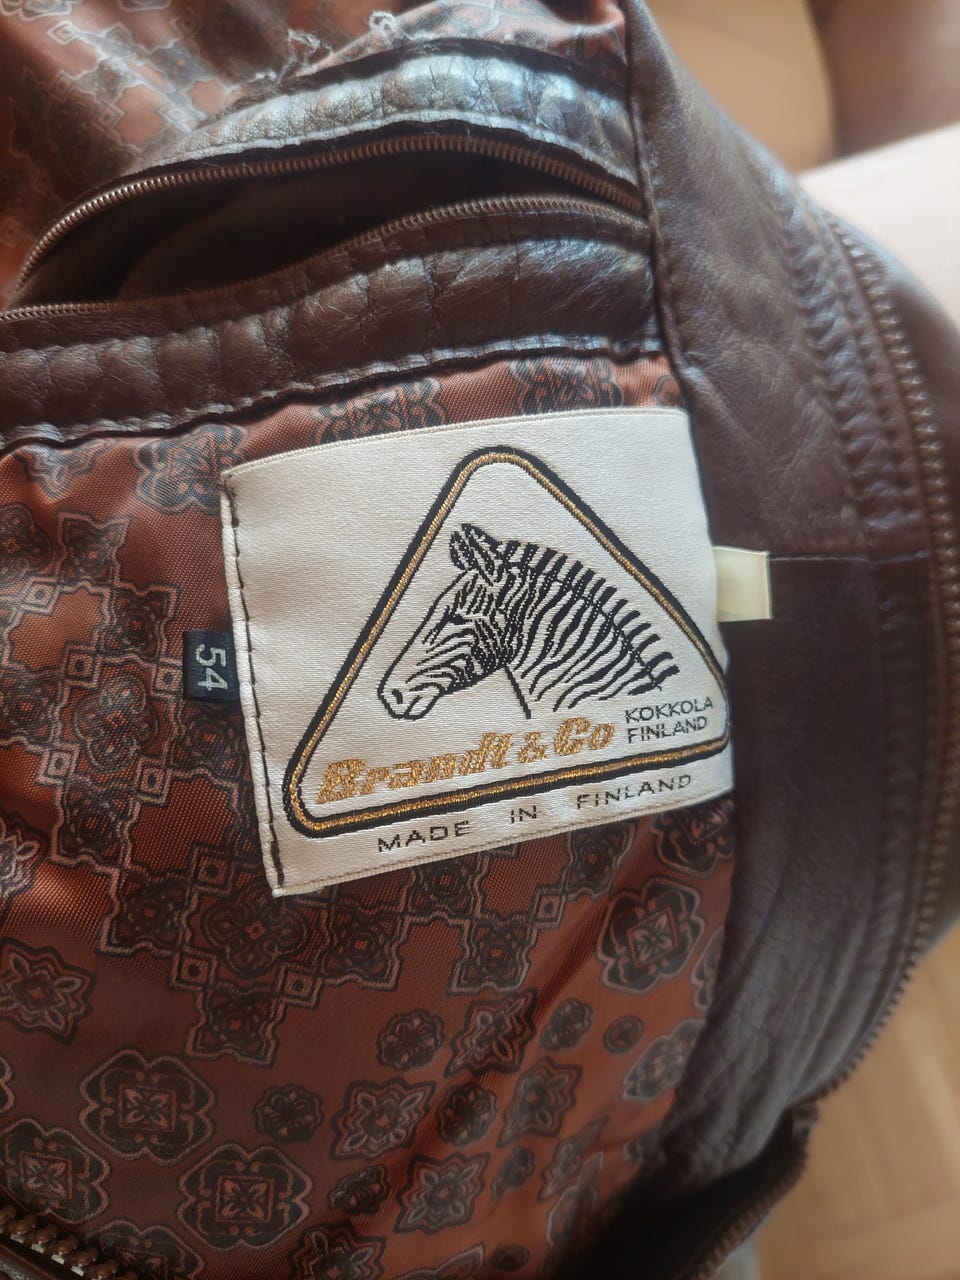 54
Brandt & Co
KOKKOLA
FINLAND
MADE IN FINLAND